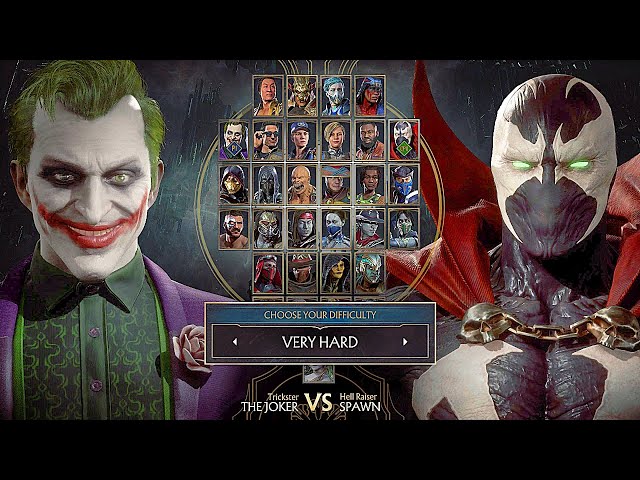 CHOOSE YOUR DIFFICULTY
VERY HARD
Trickster Hell Raiser
THE JOKER VS SPAWN